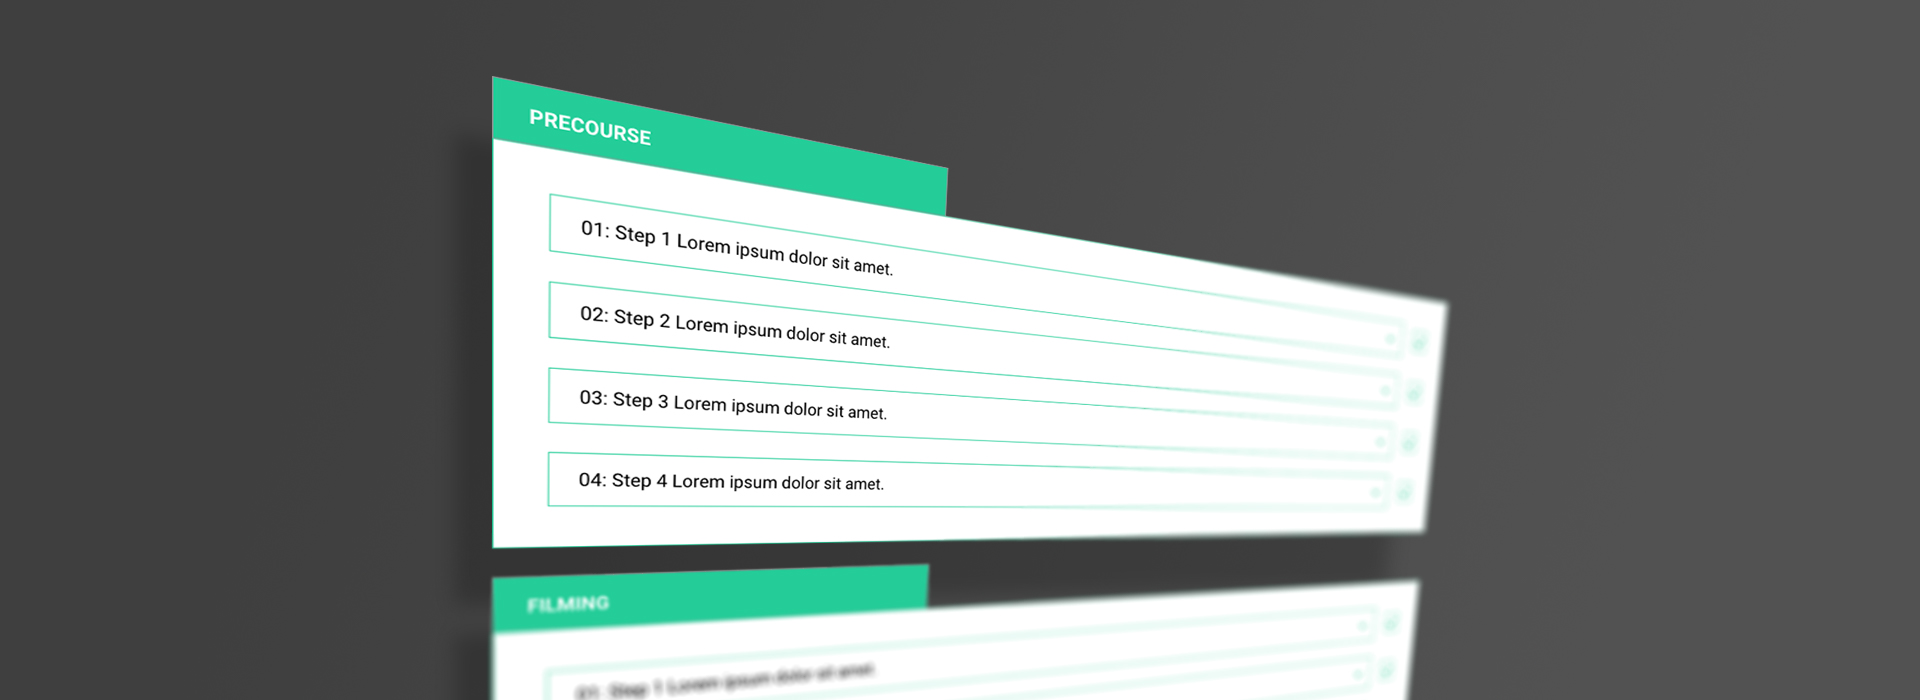 PRECOURSE
01: Step 1 Lorem ipsum dolor sit amet.
02: Step 2 Lorem ipsum dolor sit amet.
03: Step 3 Lorem ipsum dolor sit amet.
04: Step 4 Lorem ipsum dolor sit amet.
FILMING
01: Step 1 Lorem ipsum dolor sit amet.